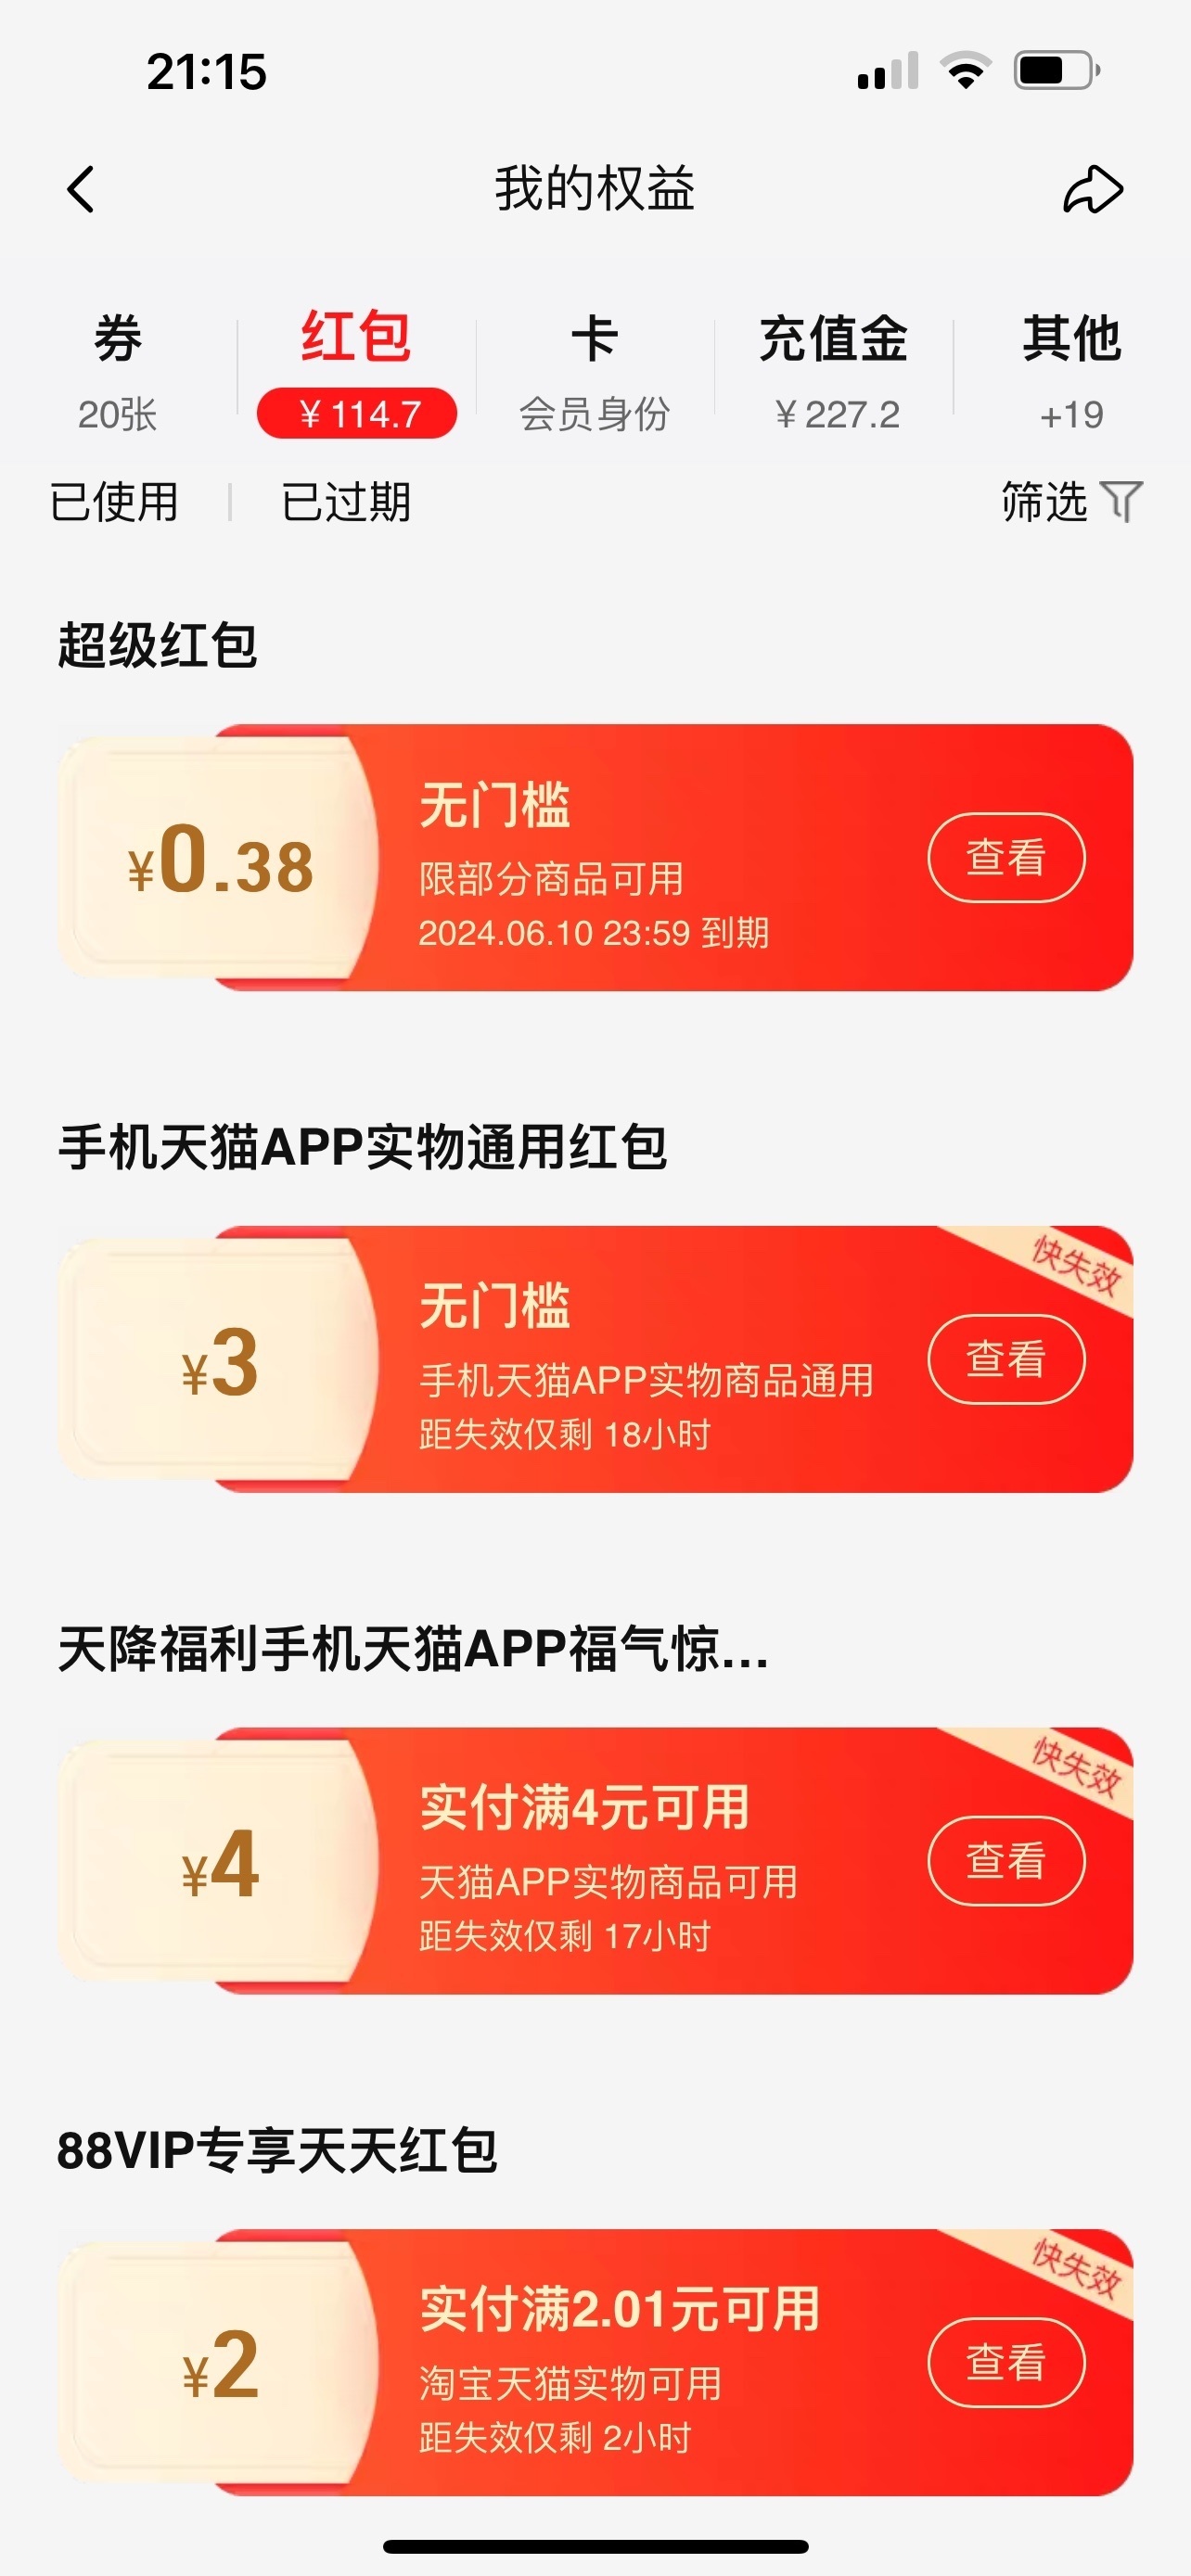 21:15
我的权益
券 红包 卡 充值金 其他
20张 ¥114.7 会员身份 ¥227.2 +19
已使用 已过期 筛选
超级红包
¥0.38
无门槛
限部分商品可用
2024.06.10 23:59 到期
查看
手机天猫APP实物通用红包
¥3
无门槛
手机天猫APP实物商品通用
距失效仅剩 18小时
快失效
查看
天降福利手机天猫APP福气惊...
¥4
实付满4元可用
天猫APP实物商品可用
距失效仅剩 17小时
快失效
查看
88VIP专享天天红包
¥2
实付满2.01元可用
淘宝天猫实物可用
距失效仅剩 2小时
快失效
查看